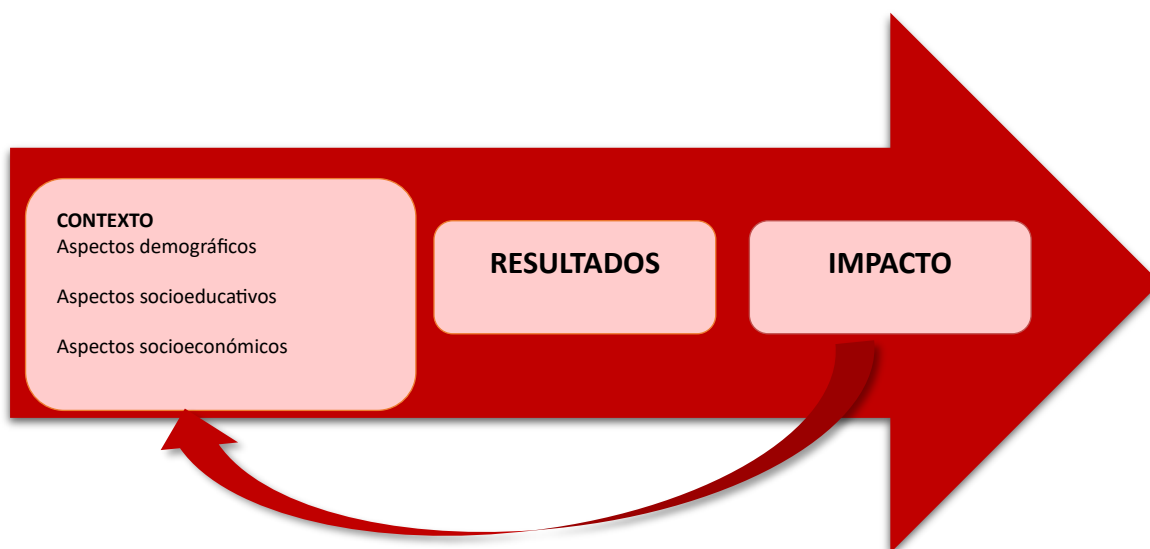 CONTEXTO
Aspectos demográficos
Aspectos socioeducativos
Aspectos socioeconómicos
RESULTADOS
IMPACTO